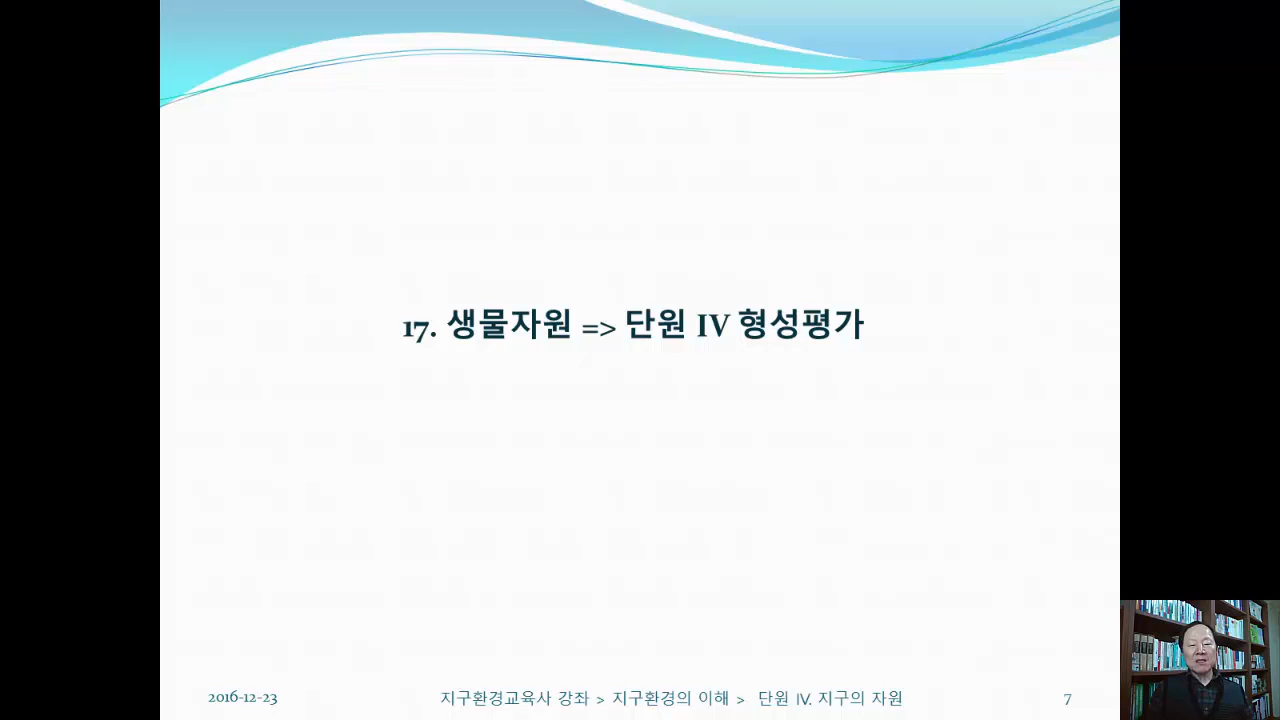 17. 생물자원 => 단원 IV 형성평가
2016-12-23
지구환경교육사 강좌 > 지구환경의 이해 > 단원 Ⅳ. 지구의 자원
7